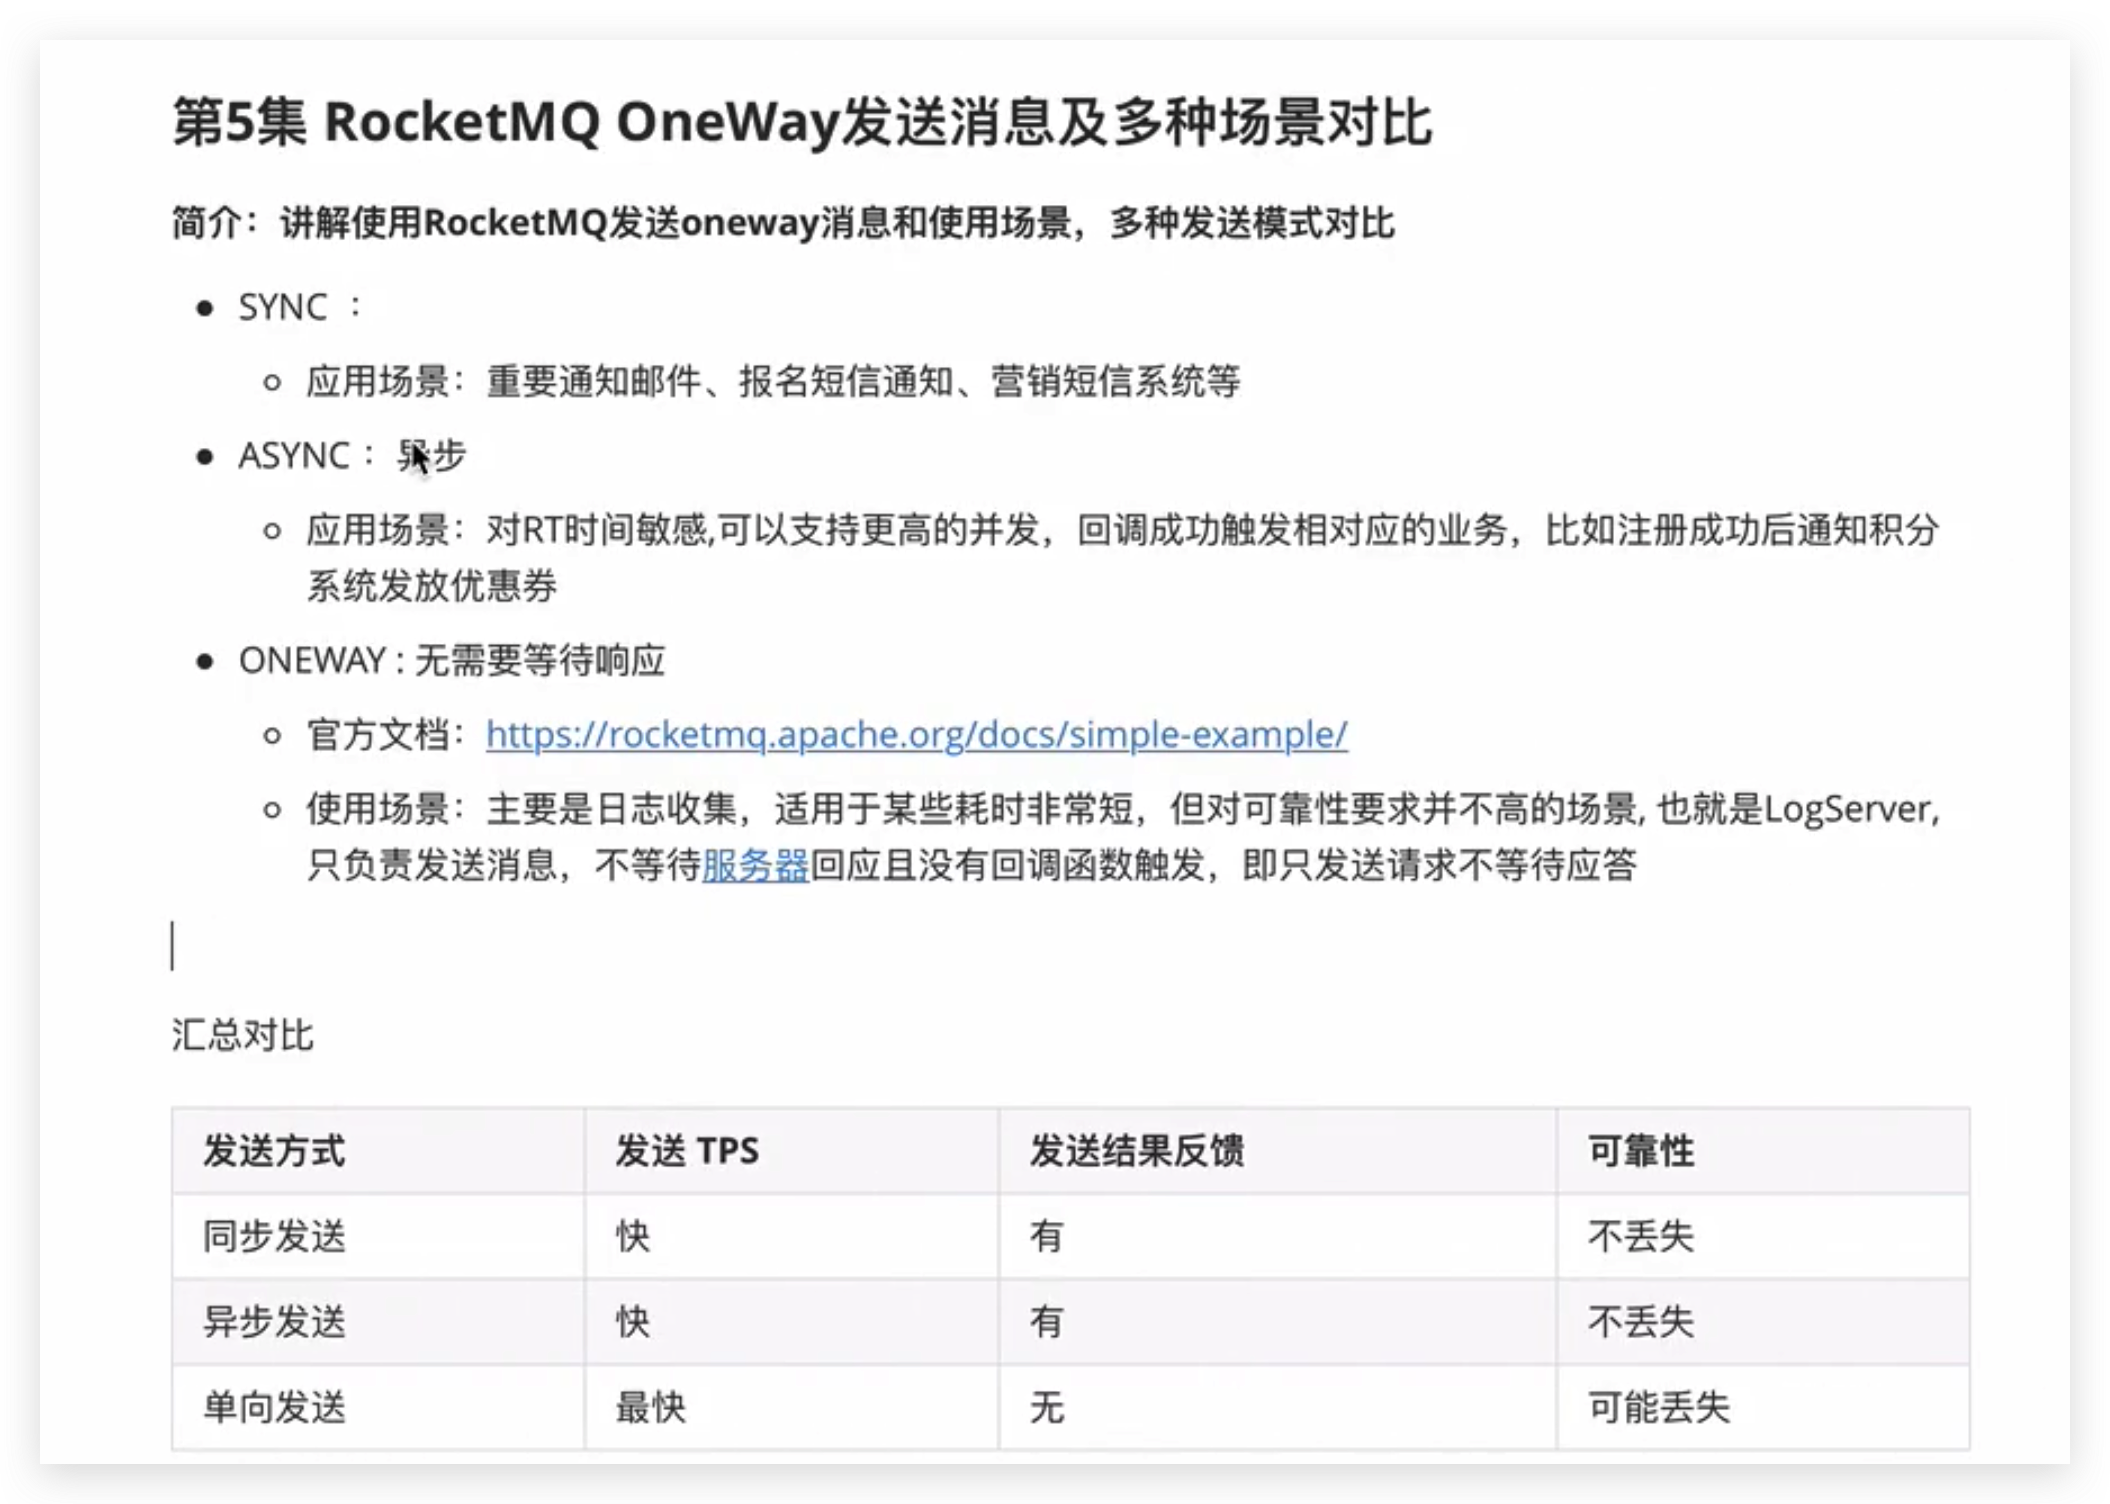 第5集 RocketMQ OneWay发送消息及多种场景对比
简介：讲解使用RocketMQ发送oneway消息和使用场景，多种发送模式对比
SYNC ：
应用场景：重要通知邮件、报名短信通知、营销短信系统等
ASYNC： 异步
应用场景：对RT时间敏感,可以支持更高的并发，回调成功触发相对应的业务，比如注册成功后通知积分
系统发放优惠券
ONEWAY : 无需要等待响应
官方文档：https://rocketmq.apache.org/docs/simple-example/
使用场景：主要是日志收集，适用于某些耗时非常短，但对可靠性要求并不高的场景, 也就是LogServer,
只负责发送消息，不等待服务器回应且没有回调函数触发，即只发送请求不等待应答
汇总对比
发送方式 发送 TPS 发送结果反馈 可靠性
同步发送 快 有 不丢失
异步发送 快 有 不丢失
单向发送 最快 无 可能丢失